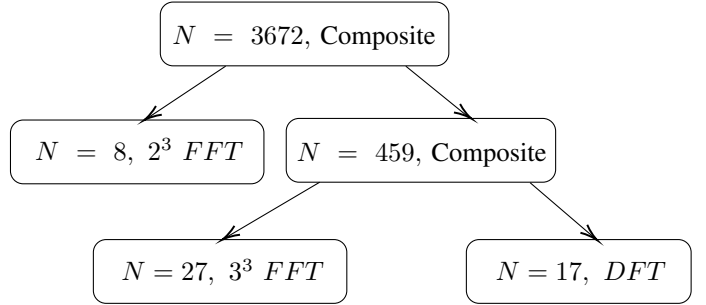 N = 3672, Composite
N = 8, 2³ FFT
N = 459, Composite
N = 27, 3³ FFT
N = 17, DFT